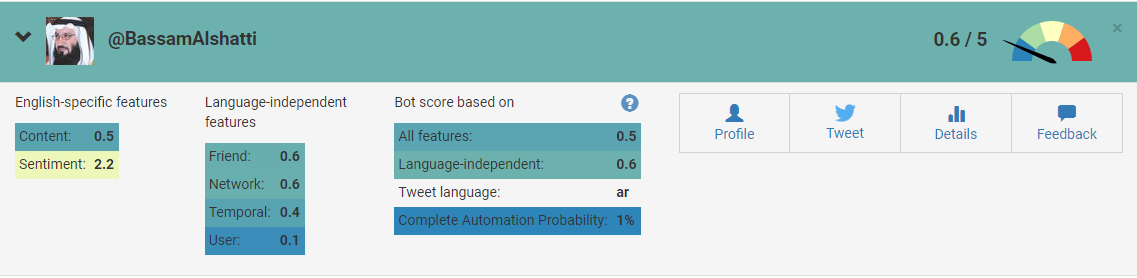 @BassamAlshatti
0.6 / 5
×
English-specific features
Content: 0.5
Sentiment: 2.2
Language-independent
features
Friend: 0.6
Network: 0.6
Temporal: 0.4
User: 0.1
Bot score based on
?
All features: 0.5
Language-independent: 0.6
Tweet language: ar
Complete Automation Probability: 1%
Profile
Tweet
Details
Feedback